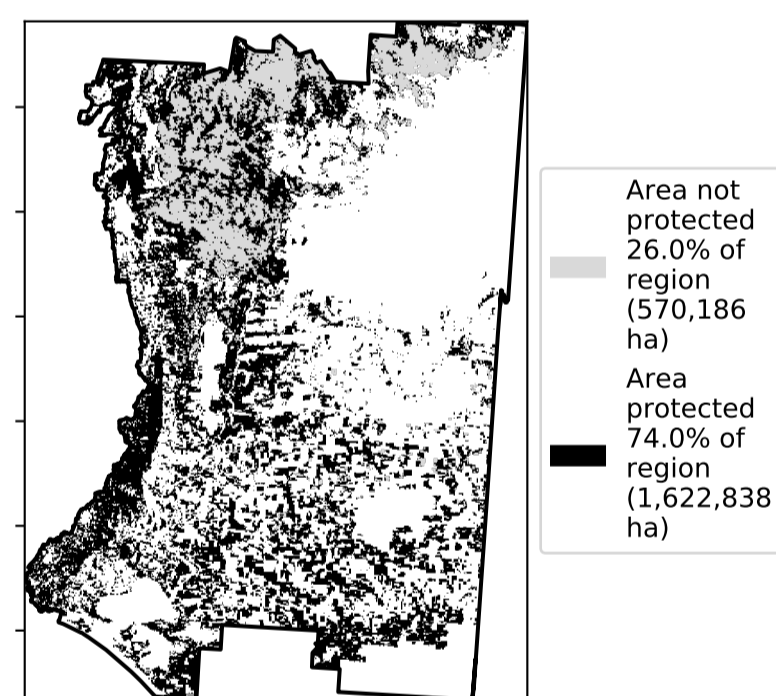 Area not
protected
26.0% of
region
(570,186
ha)
Area
protected
74.0% of
region
(1,622,838
ha)